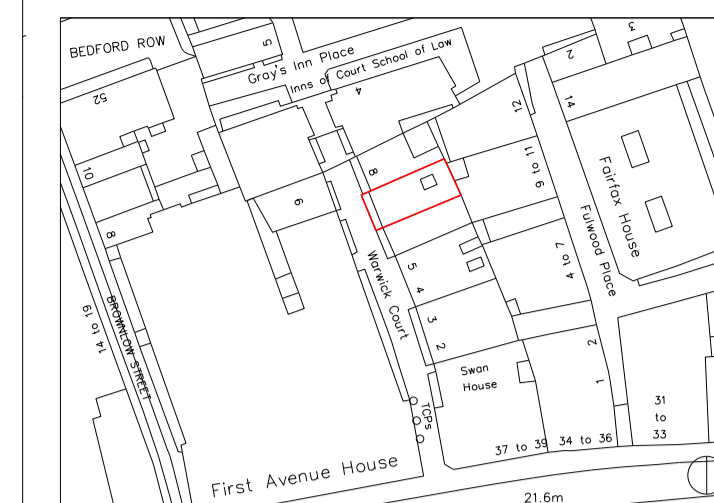 BEDFORD ROW
5
3
2
Gray's Inn Place
Inns of Court School of Law
52
4
12
14
10
8
9 to 11
Fairfax House
6
Fulwood Place
8
Warwick Court
5
4
4 to 7
14 to 19
BROWNLOW STREET
3
2
2
Swan
House
1
TCPs
31
to
33
37 to 39
34 to 36
First Avenue House
21.6m